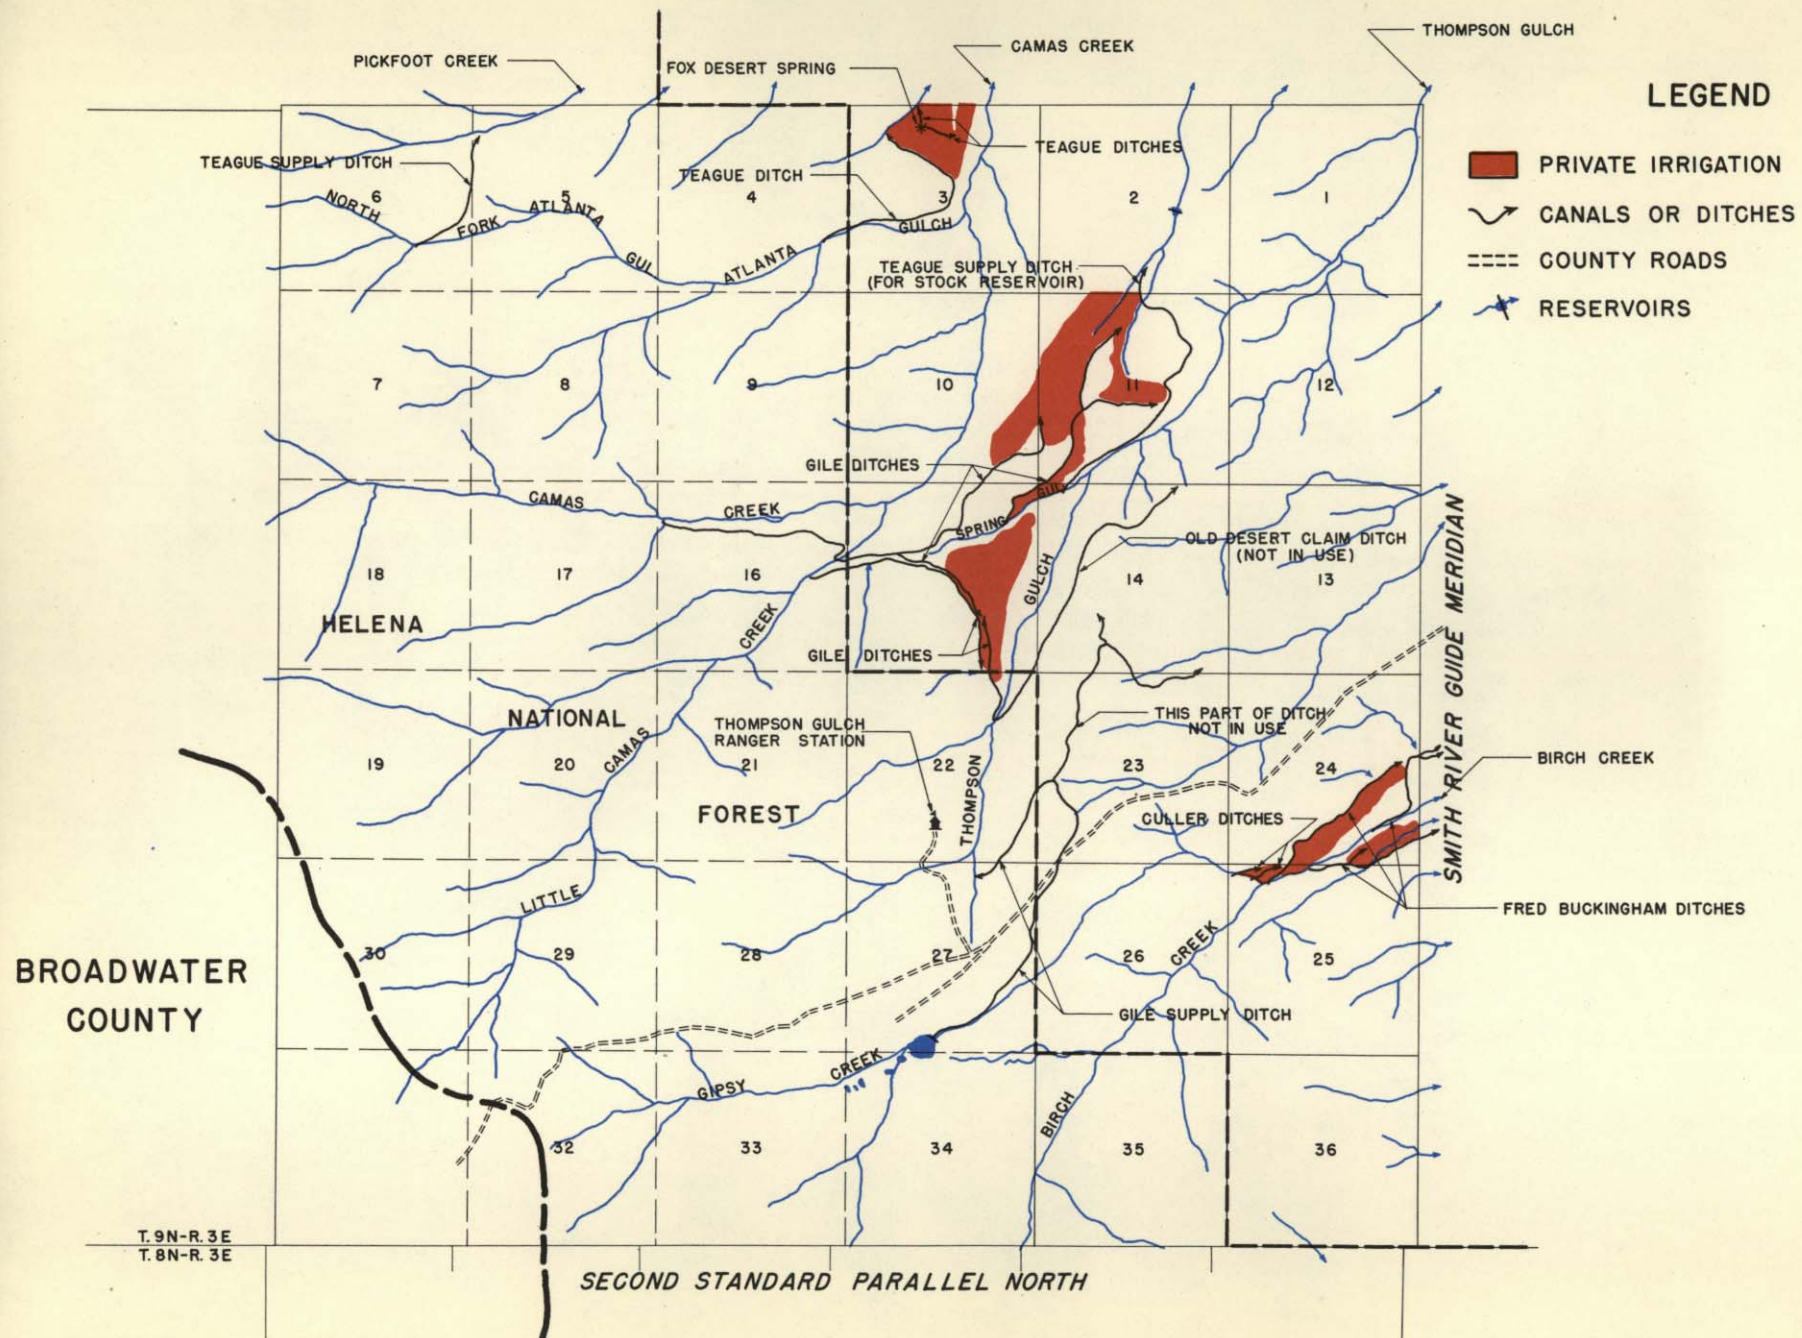 THOMPSON GULCH
CAMAS CREEK
PICKFOOT CREEK
FOX DESERT SPRING
LEGEND
PRIVATE IRRIGATION
CANALS OR DITCHES
COUNTY ROADS
RESERVOIRS
TEAGUE DITCHES
TEAGUE SUPPLY DITCH
TEAGUE DITCH
6
5
4
3
2
1
NORTH
FORK
ATLANTA
GUL
ATLANTA
GULCH
TEAGUE SUPPLY DITCH
(FOR STOCK RESERVOIR)
7
8
9
10
11
12
GILE DITCHES
CAMAS
CREEK
SPRING
GUL
OLD DESERT CLAIM DITCH
(NOT IN USE)
18
17
16
14
13
GULCH
HELENA
CREEK
GILE DITCHES
SMITH RIVER GUIDE MERIDIAN
NATIONAL
THOMPSON GULCH
RANGER STATION
THIS PART OF DITCH
NOT IN USE
CAMAS
19
20
21
22
23
24
BIRCH CREEK
THOMPSON
FOREST
CULLER DITCHES
LITTLE
FRED BUCKINGHAM DITCHES
30
29
28
27
26
CREEK
25
BROADWATER
COUNTY
GILE SUPPLY DITCH
GIPSY
CREEK
BIRCH
32
33
34
35
36
T.9N-R.3E
T.8N-R.3E
SECOND STANDARD PARALLEL NORTH